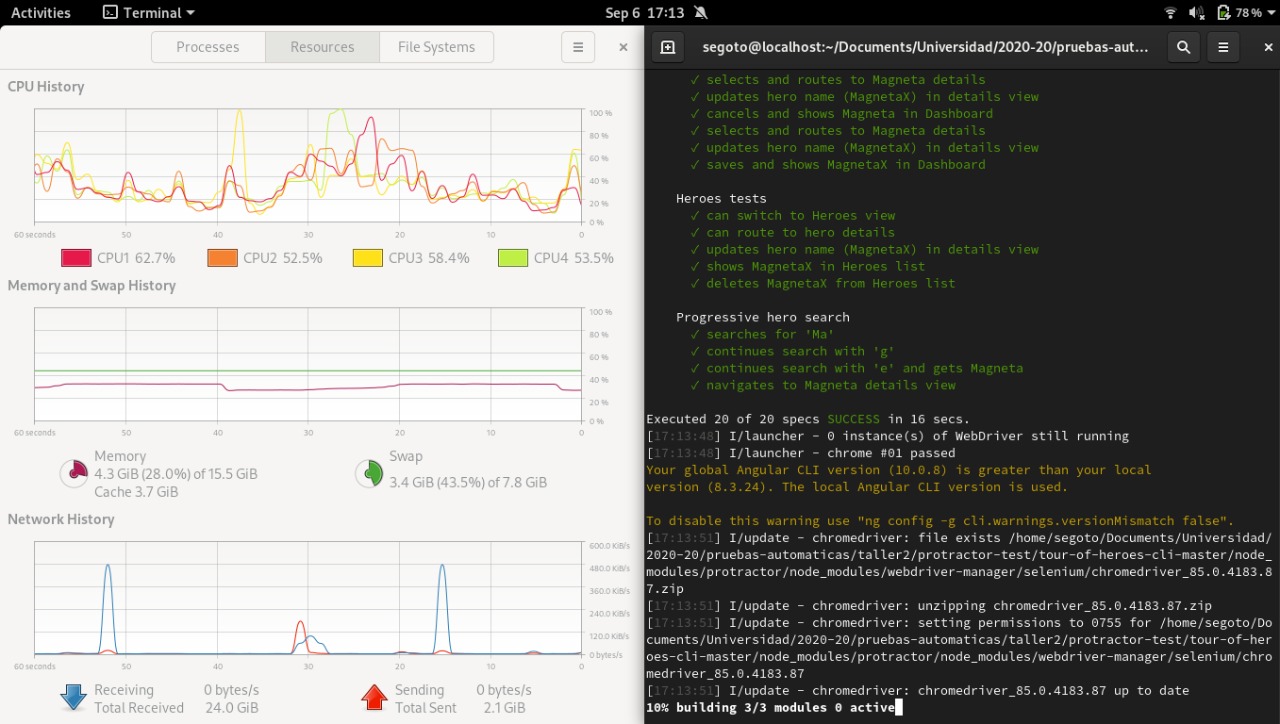 Activities
Terminal
Sep 6 17:13
78 %
Processes
Resources
File Systems
CPU History
100 %
80 %
60 %
40 %
20 %
0 %
60 seconds 50 40 30 20 10 0
CPU1 62.7%
CPU2 52.5%
CPU3 58.4%
CPU4 53.5%
Memory and Swap History
100 %
80 %
60 %
40 %
20 %
0 %
60 seconds 50 40 30 20 10 0
Memory
4.3 GiB (28.0%) of 15.5 GiB
Cache 3.7 GiB
Swap
3.4 GiB (43.5%) of 7.8 GiB
Network History
600.0 KiB/s
480.0 KiB/s
360.0 KiB/s
240.0 KiB/s
120.0 KiB/s
0 bytes/s
60 seconds 50 40 30 20 10 0
Receiving 0 bytes/s
Total Received 24.0 GiB
Sending 0 bytes/s
Total Sent 2.1 GiB
segoto@localhost:~/Documents/Universidad/2020-20/pruebas-aut…
✓ selects and routes to Magneta details
✓ updates hero name (MagnetaX) in details view
✓ cancels and shows Magneta in Dashboard
✓ selects and routes to Magneta details
✓ updates hero name (MagnetaX) in details view
✓ saves and shows MagnetaX in Dashboard
Heroes tests
✓ can switch to Heroes view
✓ can route to hero details
✓ updates hero name (MagnetaX) in details view
✓ shows MagnetaX in Heroes list
✓ deletes MagnetaX from Heroes list
Progressive hero search
✓ searches for 'Ma'
✓ continues search with 'g'
✓ continues search with 'e' and gets Magneta
✓ navigates to Magneta details view
Executed 20 of 20 specs SUCCESS in 16 secs.
[17:13:48] I/launcher - 0 instance(s) of WebDriver still running
[17:13:48] I/launcher - chrome #01 passed
Your global Angular CLI version (10.0.8) is greater than your local
version (8.3.24). The local Angular CLI version is used.
To disable this warning use "ng config -g cli.warnings.versionMismatch false".
[17:13:51] I/update - chromedriver: file exists /home/segoto/Documents/Universidad/
2020-20/pruebas-automaticas/taller2/protractor-test/tour-of-heroes-cli-master/node_
modules/protractor/node_modules/webdriver-manager/selenium/chromedriver_85.0.4183.8
7.zip
[17:13:51] I/update - chromedriver: unzipping chromedriver_85.0.4183.87.zip
[17:13:51] I/update - chromedriver: setting permissions to 0755 for /home/segoto/Do
cuments/Universidad/2020-20/pruebas-automaticas/taller2/protractor-test/tour-of-her
oes-cli-master/node_modules/protractor/node_modules/webdriver-manager/selenium/chro
medriver_85.0.4183.87
[17:13:51] I/update - chromedriver: chromedriver_85.0.4183.87 up to date
10% building 3/3 modules 0 active